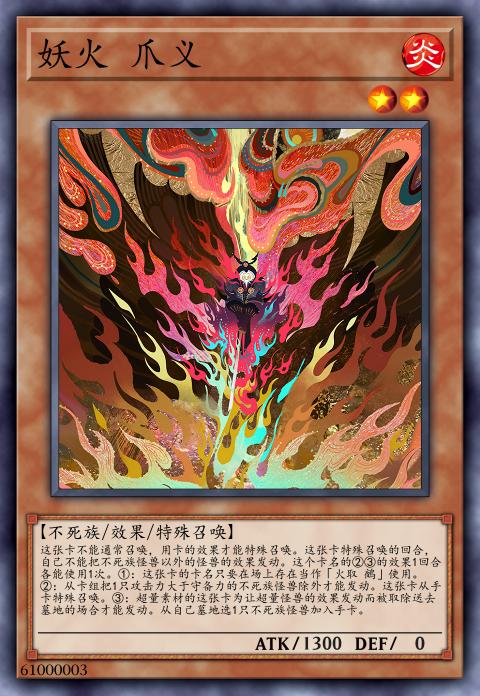 妖火 爪义
炎
【不死族/效果/特殊召唤】
这张卡不能通常召唤，用卡的效果才能特殊召唤。这张卡特殊召唤的回合，
自己不能把不死族怪兽以外的怪兽的效果发动。这个卡名的②③的效果1回合
各能使用1次。①：这张卡的卡名只要在场上存在当作「火取 鹬」使用。
②：从卡组把1只攻击力大于守备力的不死族怪兽除外才能发动。这张卡从手
卡特殊召唤。③：超量素材的这张卡为让超量怪兽的效果发动而被取除送去
墓地的场合才能发动。从自己墓地选1只不死族怪兽加入手卡。
ATK/1300 DEF/ 0
61000003